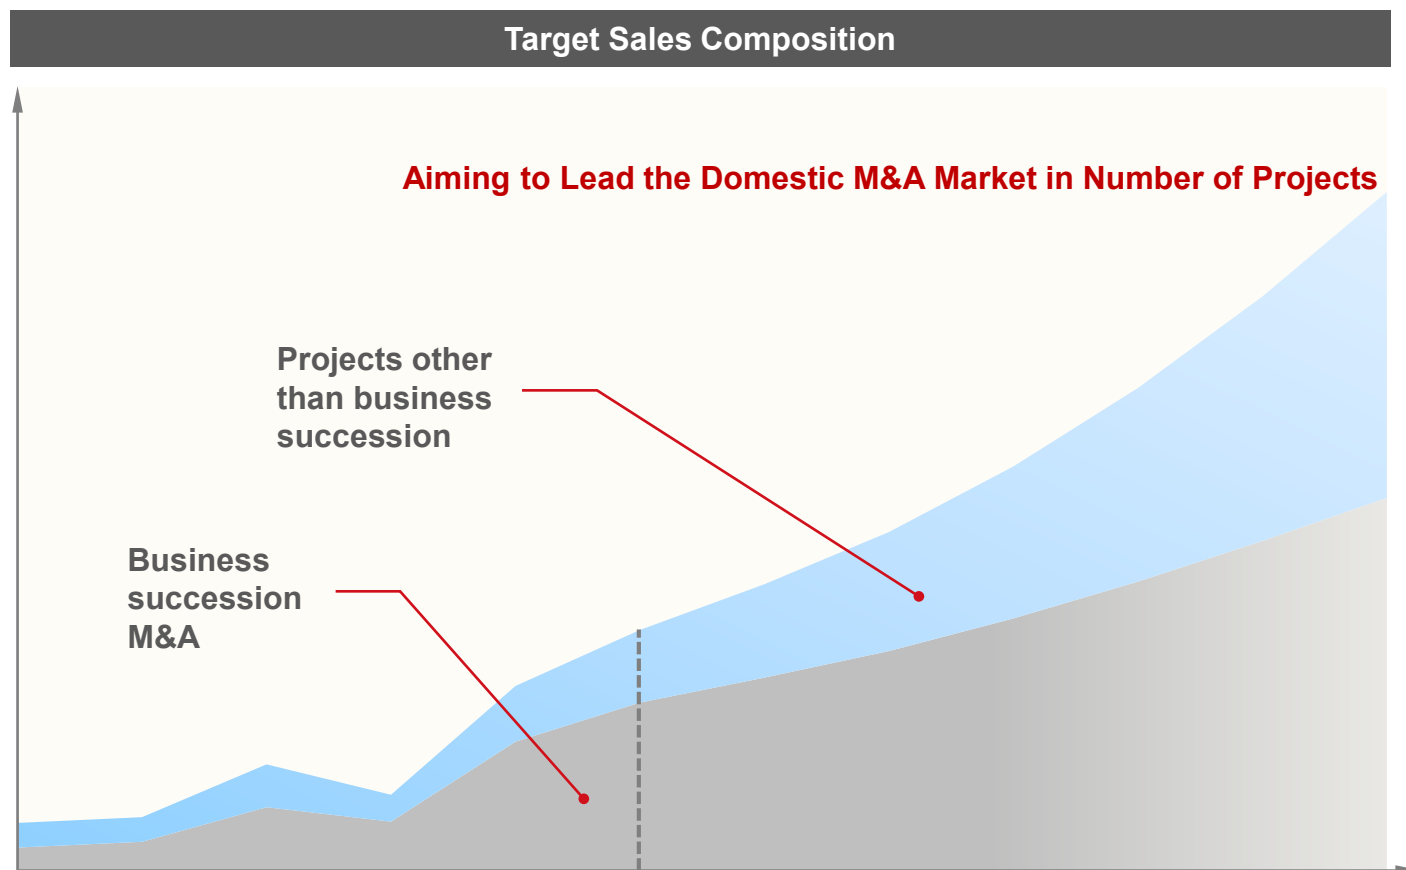 Target Sales Composition
Aiming to Lead the Domestic M&A Market in Number of Projects
Projects other
than business
succession
Business
succession
M&A